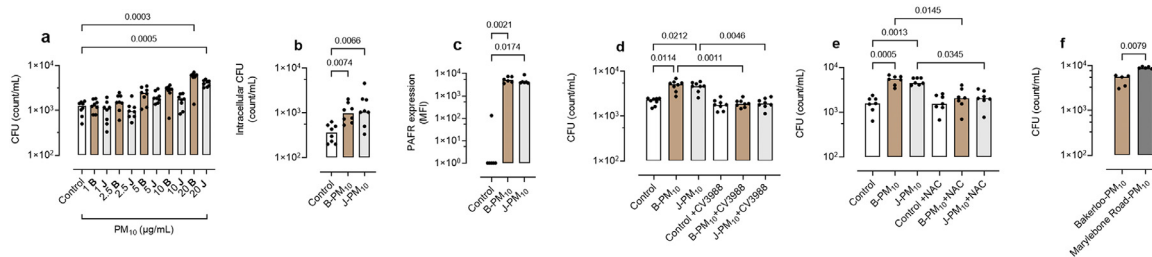 a
0.0003
0.0005
CFU (count/mL)
1×10⁴
1×10³
1×10²
Control
1 B
1 J
2.5 B
2.5 J
5 B
5 J
10 B
10 J
20 B
20 J
PM₁₀ (µg/mL)
b
0.0066
0.0074
Intracellular CFU
(count/mL)
1×10⁴
1×10³
1×10²
Control
B-PM₁₀
J-PM₁₀
c
0.0021
0.0174
PAFR expression
(MFI)
1×10⁴
1×10³
1×10²
1×10¹
1×10⁰
Control
B-PM₁₀
J-PM₁₀
d
0.0212
0.0046
0.0114
0.0011
CFU (count/mL)
1×10⁴
1×10³
1×10²
Control
B-PM₁₀
J-PM₁₀
Control +CV3988
B-PM₁₀+CV3988
J-PM₁₀+CV3988
e
0.0145
0.0013
0.0005
0.0345
CFU (count/mL)
10⁴
10³
10²
Control
B-PM₁₀
J-PM₁₀
Control +NAC
B-PM₁₀+NAC
J-PM₁₀+NAC
f
0.0079
CFU (count/mL)
1×10⁴
1×10³
1×10²
Bakerloo-PM₁₀
Marylebone Road-PM₁₀